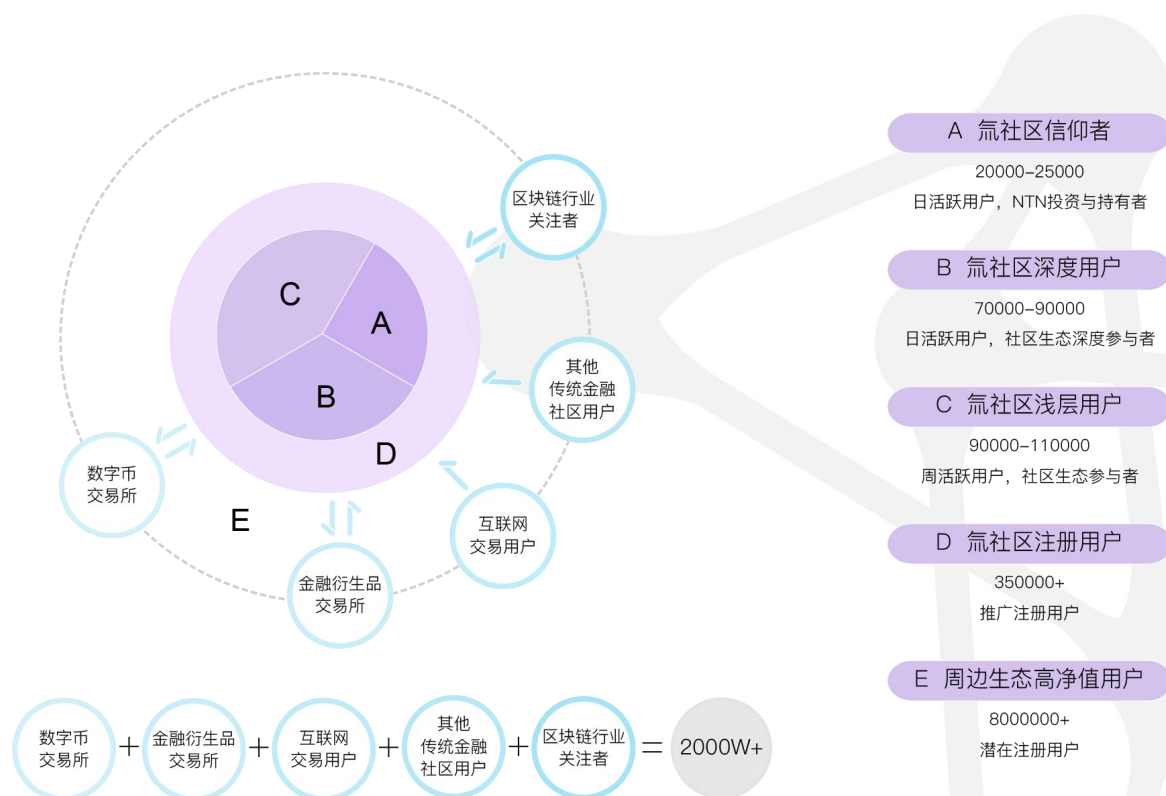 区块链行业
关注者
其他
传统金融
社区用户
互联网
交易用户
金融衍生品
交易所
数字币
交易所
C
A
B
D
E
A 氚社区信仰者
20000-25000
日活跃用户，NTN投资与持有者
B 氚社区深度用户
70000-90000
日活跃用户，社区生态深度参与者
C 氚社区浅层用户
90000-110000
周活跃用户，社区生态参与者
D 氚社区注册用户
350000+
推广注册用户
E 周边生态高净值用户
8000000+
潜在注册用户
数字币
交易所
+
金融衍生品
交易所
+
互联网
交易用户
+
其他
传统金融
社区用户
+
区块链行业
关注者
=
2000W+